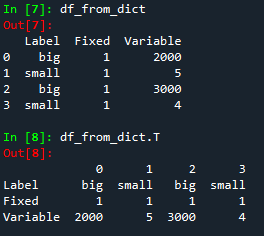 In [7]: df_from_dict
Out[7]:
   Label  Fixed  Variable
0    big      1      2000
1  small      1         5
2    big      1      3000
3  small      1         4
In [8]: df_from_dict.T
Out[8]:
             0      1     2      3
Label      big  small   big  small
Fixed        1      1     1      1
Variable  2000      5  3000      4